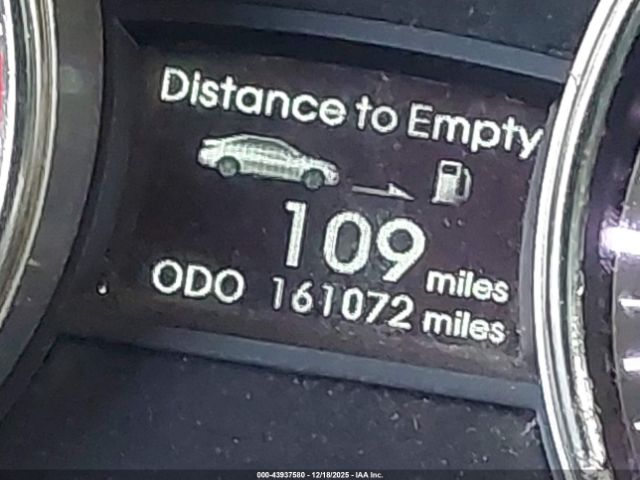 Distance to Empty
109 miles
ODO 161072 miles
000-43937580 - 12/18/2025 - IAA Inc.